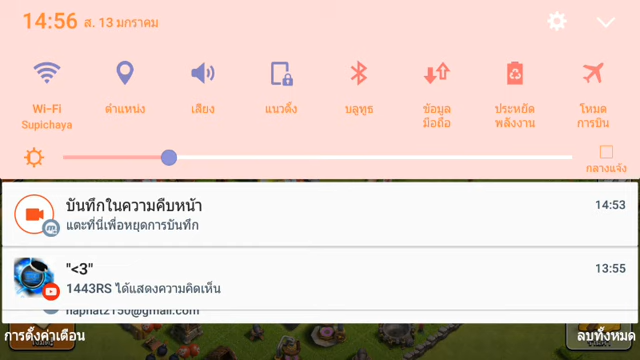 14:56 ส. 13 มกราคม
Wi-Fi
Supichaya
ตำแหน่ง
เสียง
แนวตั้ง
บลูทูธ
ข้อมูล
มือถือ
ประหยัด
พลังงาน
โหมด
การบิน
กลางแจ้ง
บันทึกในความคืบหน้า 14:53
แตะที่นี่เพื่อหยุดการบันทึก
"<3" 13:55
1443RS ได้แสดงความคิดเห็น
naphat2150@gmail.com
การตั้งค่าเตือน ลบทั้งหมด